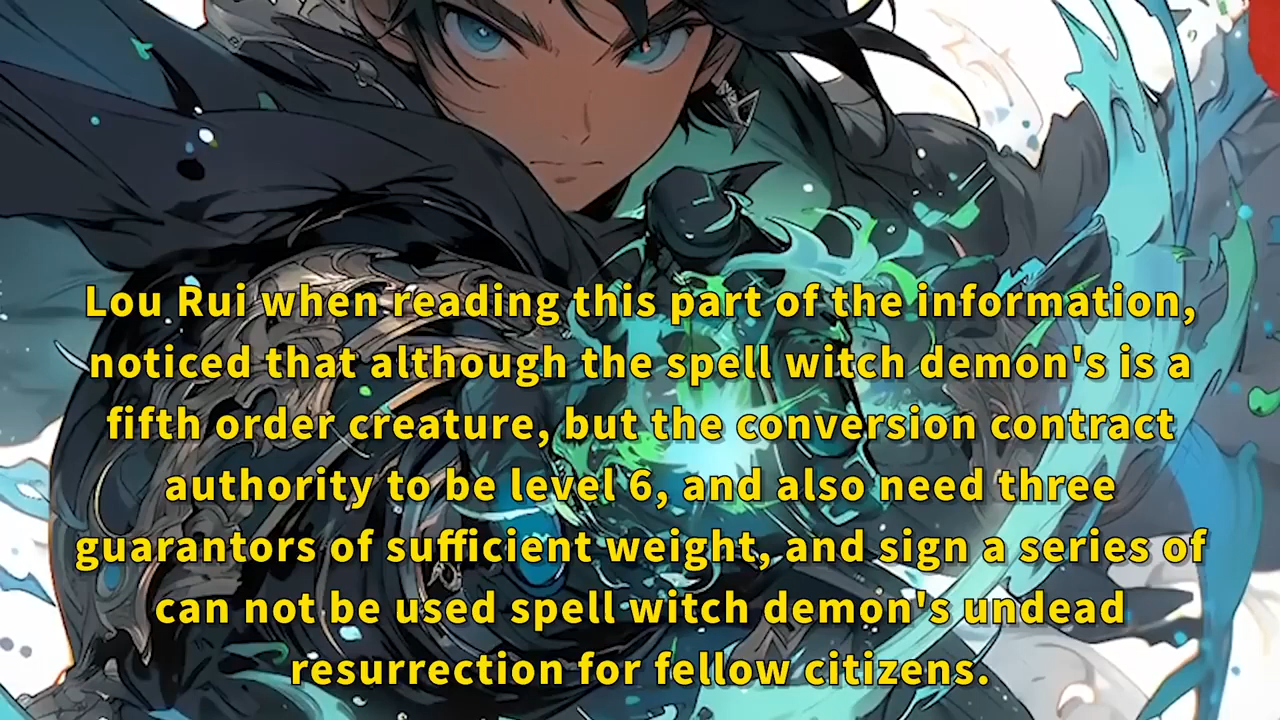 Lou Rui when reading this part of the information,
noticed that although the spell witch demon's is a
fifth order creature, but the conversion contract
authority to be level 6, and also need three
guarantors of sufficient weight, and sign a series of
can not be used spell witch demon's undead
resurrection for fellow citizens.